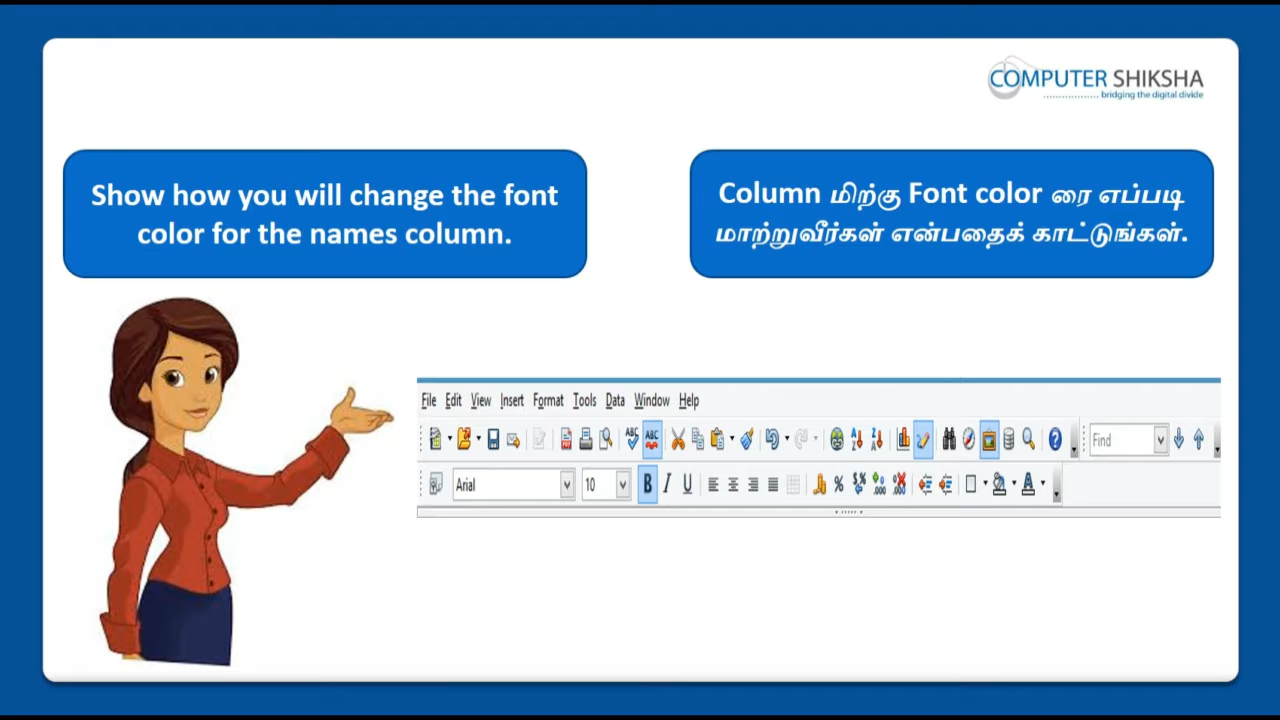 COMPUTER SHIKSHA
bridging the digital divide
Show how you will change the font
color for the names column.
Column மிற்கு Font color ரை எப்படி
மாற்றுவீர்கள் என்பதைக் காட்டுங்கள்.
File Edit View Insert Format Tools Data Window Help
ABC ABC Find
Arial 10 B I U